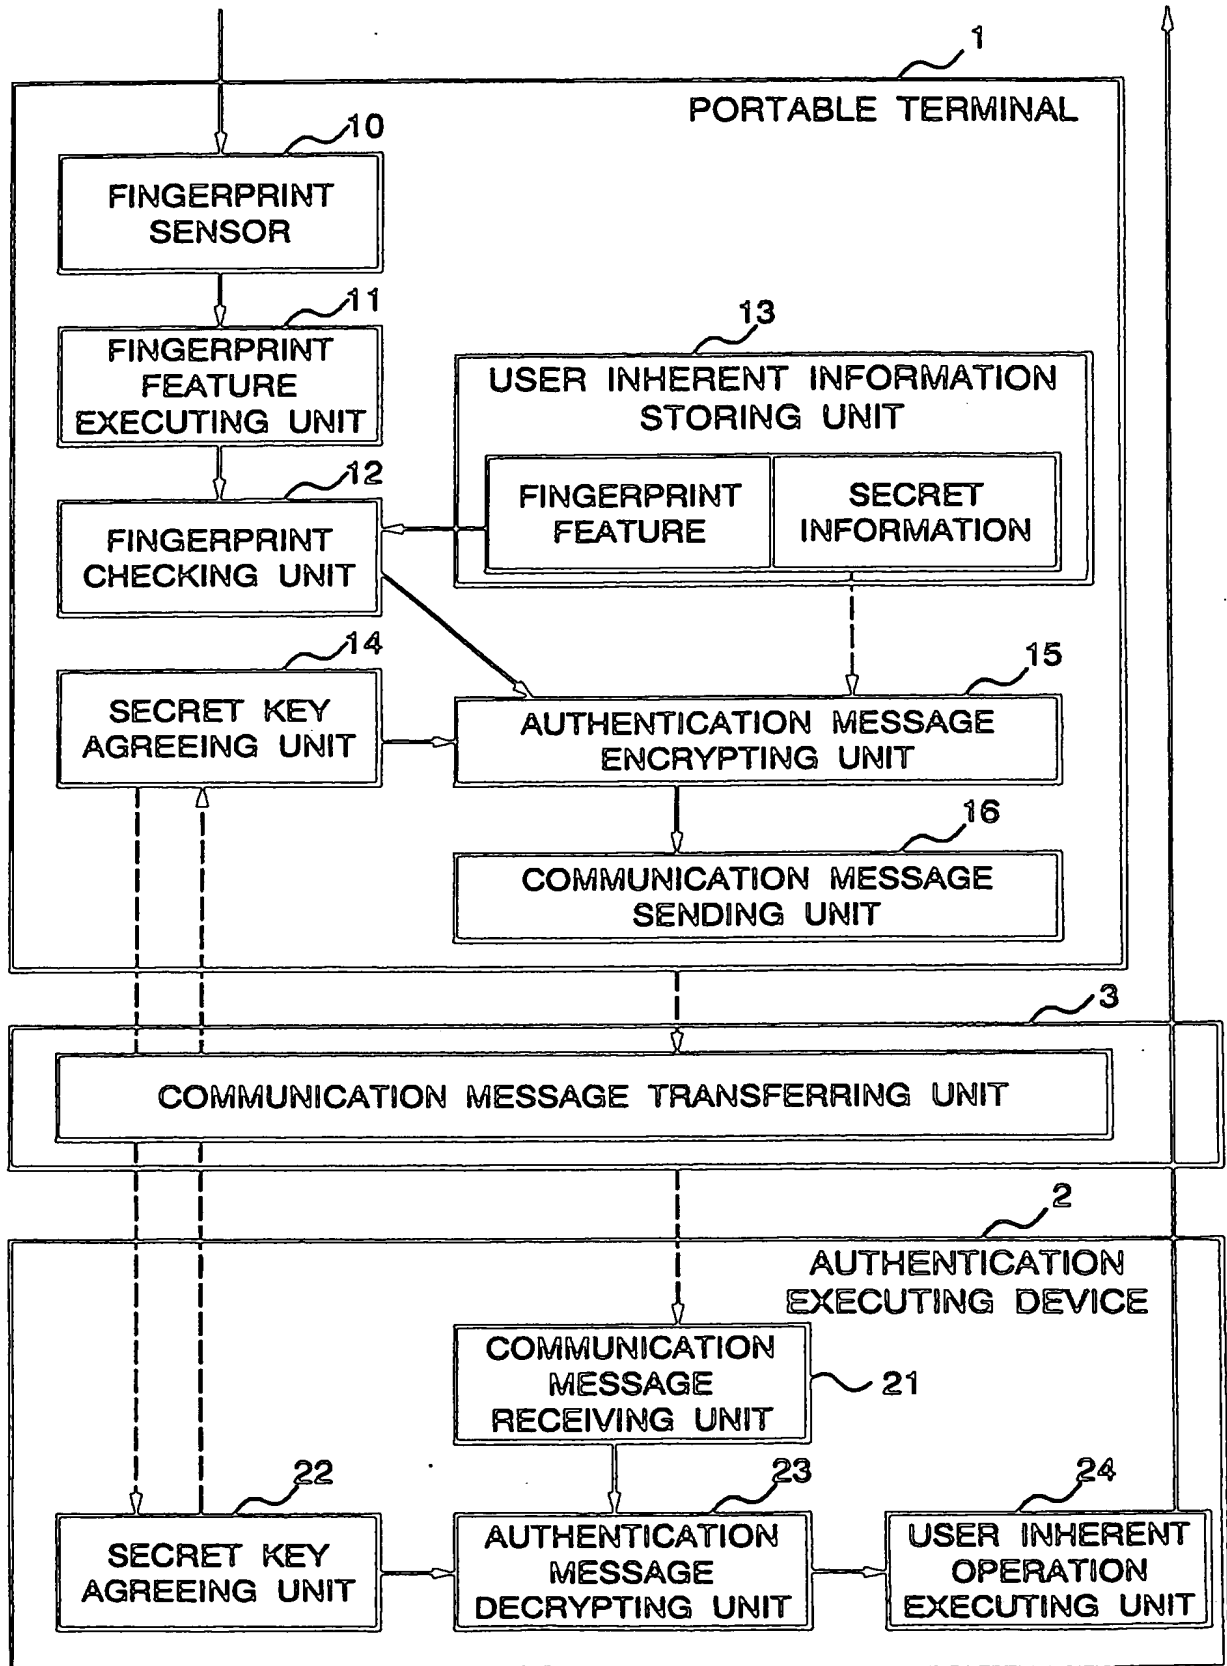 1
PORTABLE TERMINAL
10
FINGERPRINT
SENSOR
11
FINGERPRINT
FEATURE
EXECUTING UNIT
13
USER INHERENT INFORMATION
STORING UNIT
FINGERPRINT
FEATURE
SECRET
INFORMATION
12
FINGERPRINT
CHECKING UNIT
14
SECRET KEY
AGREEING UNIT
15
AUTHENTICATION MESSAGE
ENCRYPTING UNIT
16
COMMUNICATION MESSAGE
SENDING UNIT
3
COMMUNICATION MESSAGE TRANSFERRING UNIT
2
AUTHENTICATION
EXECUTING DEVICE
COMMUNICATION
MESSAGE
RECEIVING UNIT
21
22
SECRET KEY
AGREEING UNIT
23
AUTHENTICATION
MESSAGE
DECRYPTING UNIT
24
USER INHERENT
OPERATION
EXECUTING UNIT